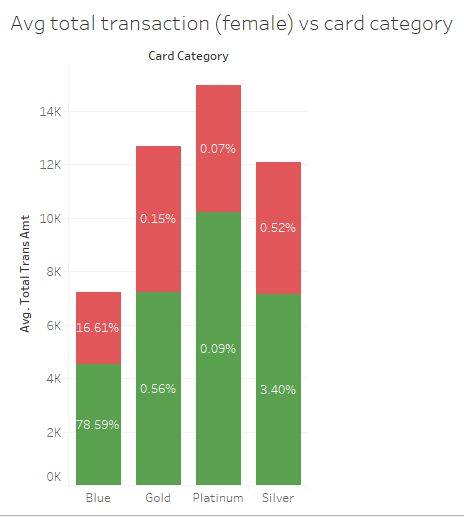 Avg total transaction (female) vs card category
Card Category
Avg. Total Trans Amt
14K
12K
10K
8K
6K
4K
2K
0K
16.61%
78.59%
0.15%
0.56%
0.07%
0.09%
0.52%
3.40%
Blue
Gold
Platinum
Silver